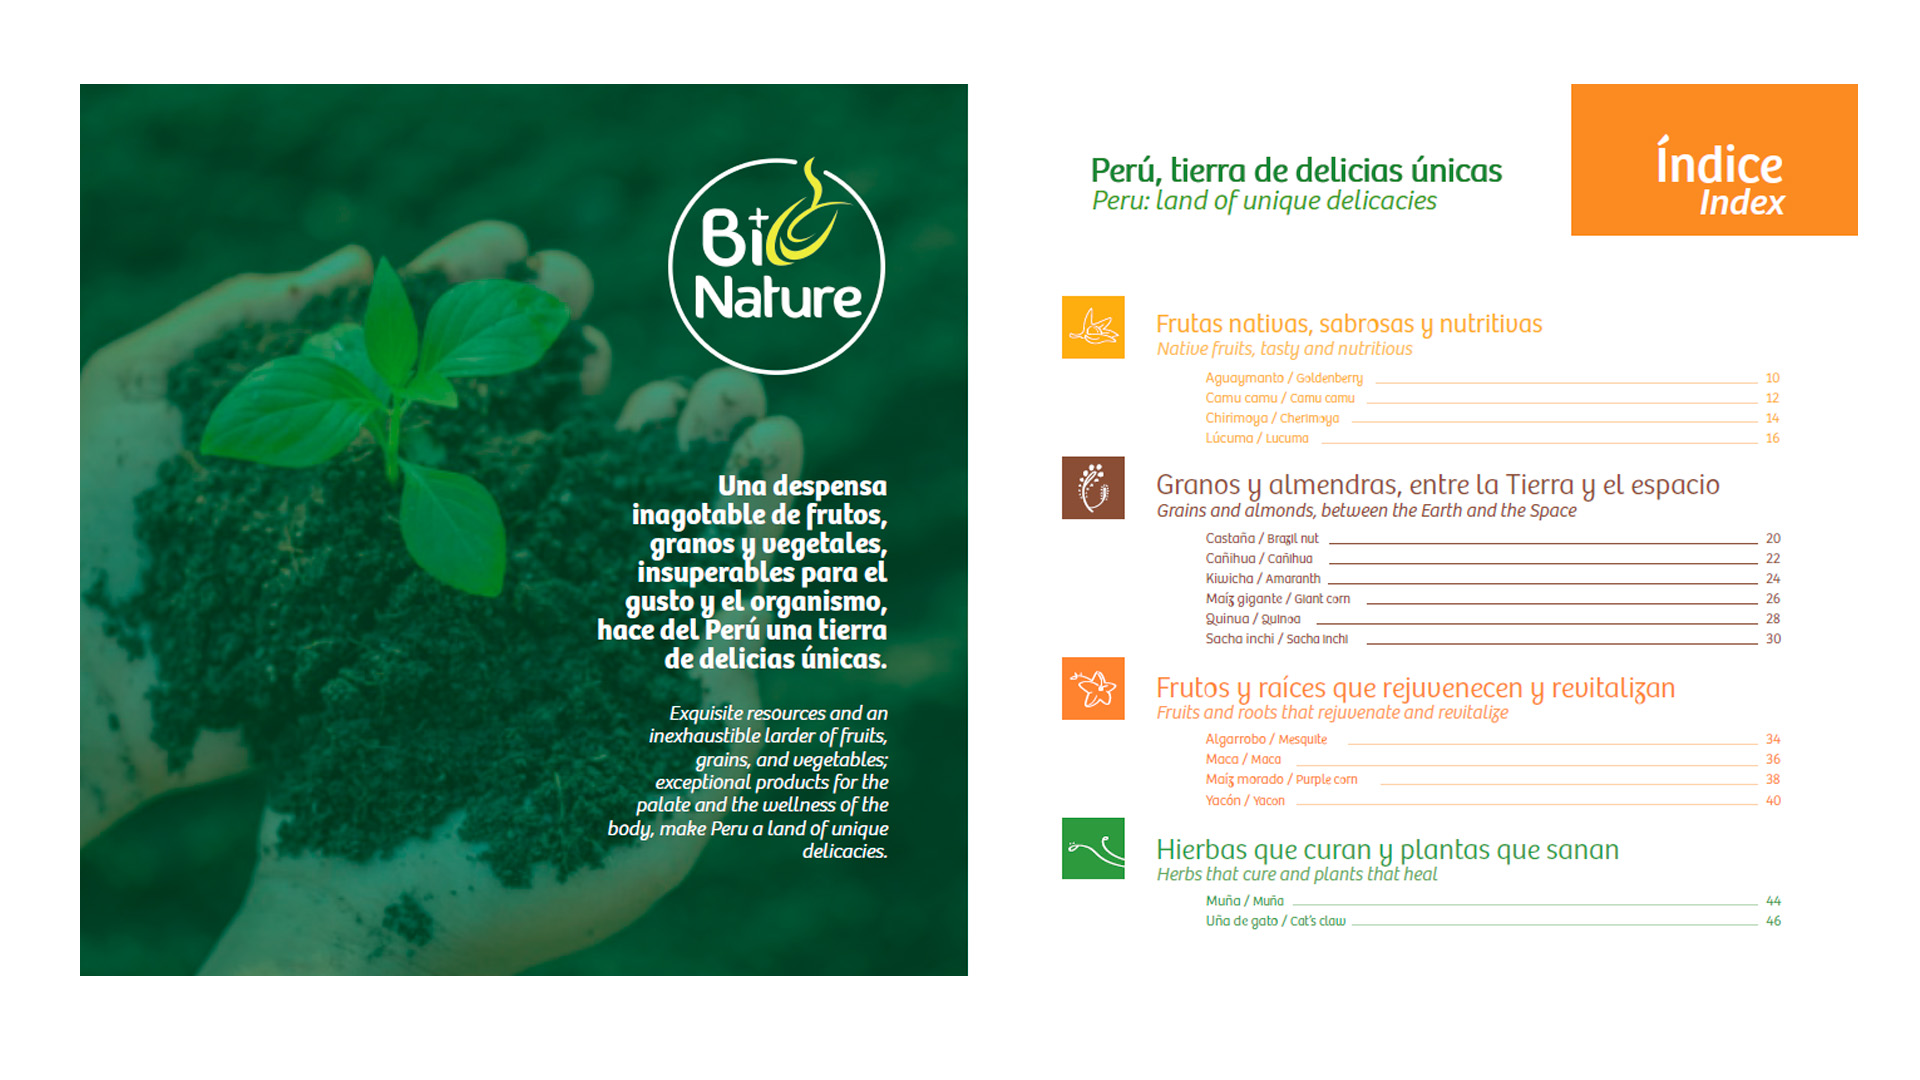 Bi+o
Nature
Una despensa
inagotable de frutos,
granos y vegetales,
insuperables para el
gusto y el organismo,
hace del Perú una tierra
de delicias únicas.
Exquisite resources and an
inexhaustible larder of fruits,
grains, and vegetables;
exceptional products for the
palate and the wellness of the
body, make Peru a land of unique
delicacies.
Índice
Index
Perú, tierra de delicias únicas
Peru: land of unique delicacies
Frutas nativas, sabrosas y nutritivas
Native fruits, tasty and nutritious
Aguaymanto / Goldenberry 10
Camu camu / Camu camu 12
Chirimoya / Cherimoya 14
Lúcuma / Lucuma 16
Granos y almendras, entre la Tierra y el espacio
Grains and almonds, between the Earth and the Space
Castaña / Brazil nut 20
Cañihua / Cañihua 22
Kiwicha / Amaranth 24
Maíz gigante / Giant corn 26
Quinua / Quinoa 28
Sacha inchi / Sacha Inchi 30
Frutos y raíces que rejuvenecen y revitalizan
Fruits and roots that rejuvenate and revitalize
Algarrobo / Mesquite 34
Maca / Maca 36
Maíz morado / Purple corn 38
Yacón / Yacon 40
Hierbas que curan y plantas que sanan
Herbs that cure and plants that heal
Muña / Muña 44
Uña de gato / Cat's claw 46